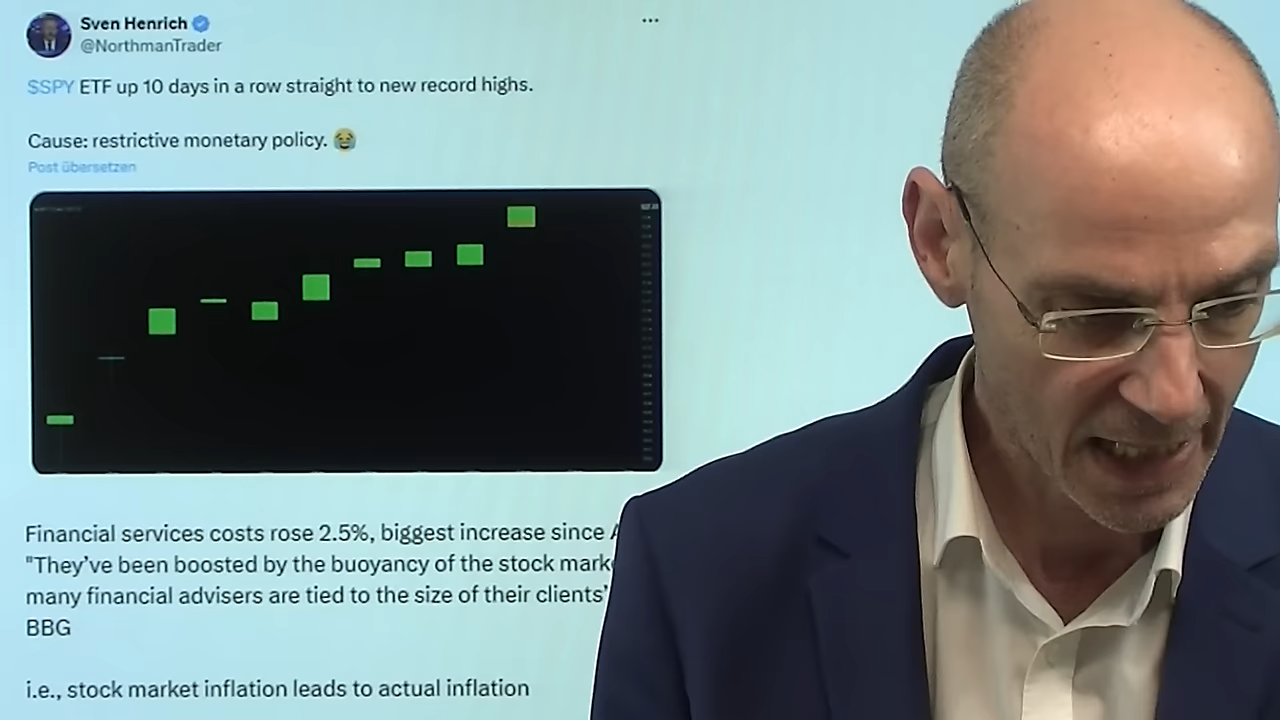 Sven Henrich
@NorthmanTrader
$SPY ETF up 10 days in a row straight to new record highs.
Cause: restrictive monetary policy. 😂
Post übersetzen
Financial services costs rose 2.5%, biggest increase since
"They've been boosted by the buoyancy of the stock
many financial advisers are tied to the size of their clients'
BBG
i.e., stock market inflation leads to actual inflation